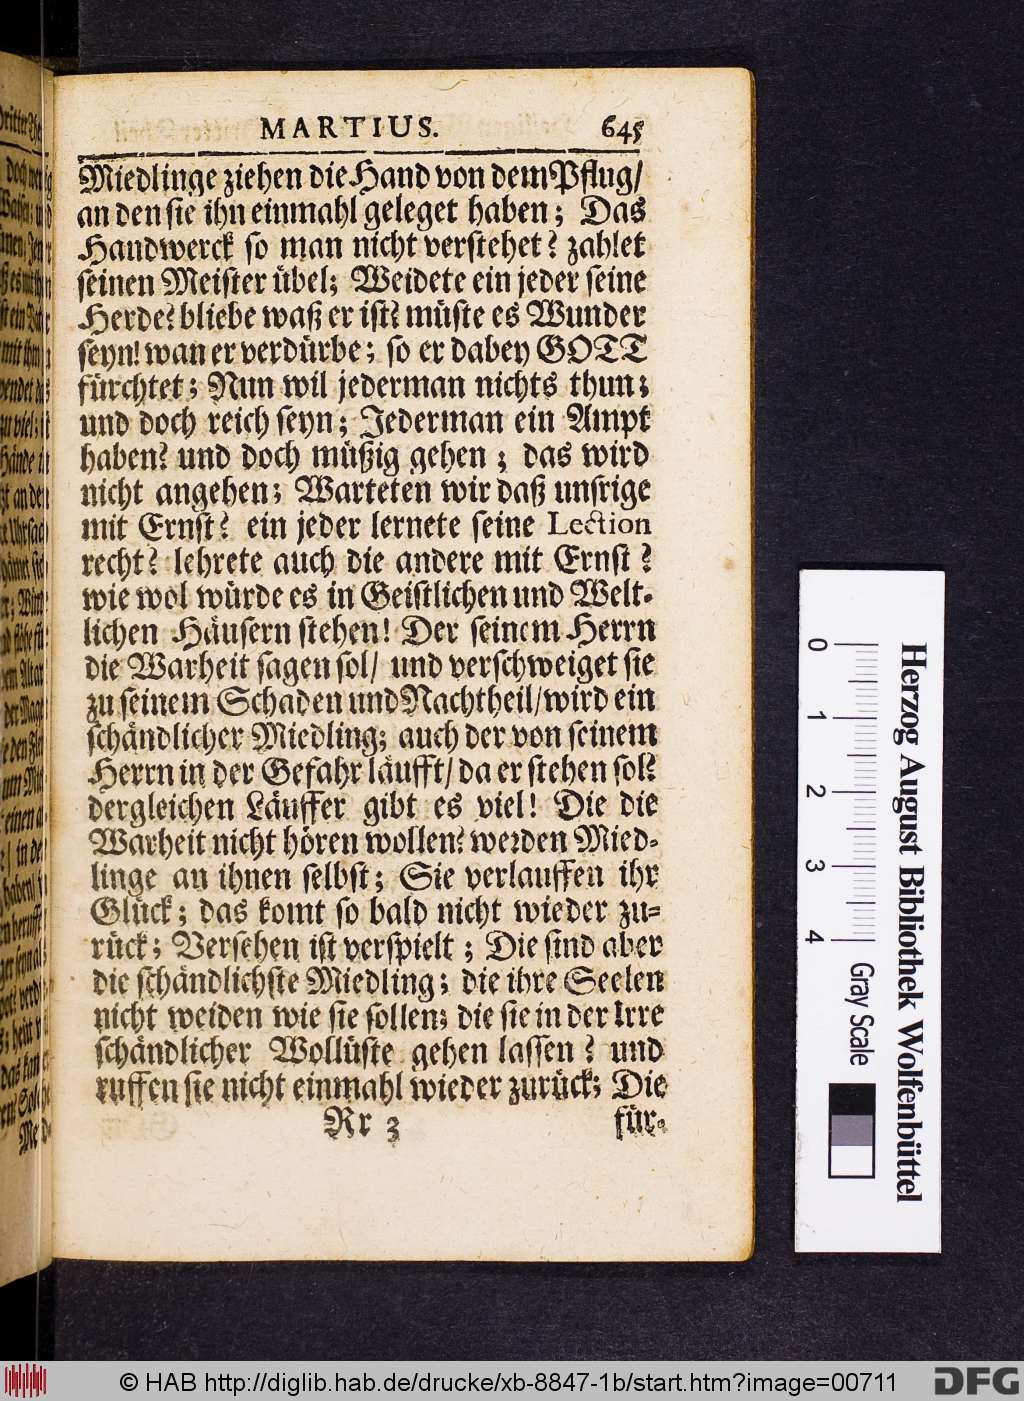 MARTIUS. 645
Miedlinge ziehen die Hand von dem Pflug/
an den sie ihn einmahl geleget haben; Das
Handwerck so man nicht verstehet? zahlet
seinen Meister übel; Weidete ein jeder seine
Herde? bliebe waß er ist? müste es Wunder
seyn! wan er verdürbe; so er dabey GOTT
fürchtet; Nun wil jederman nichts thun;
und doch reich seyn; Jederman ein Ampt
haben? und doch müßig gehen; das wird
nicht angehen; Warteten wir daß unsrige
mit Ernst? ein jeder lernete seine Lection
recht? lehrete auch die andere mit Ernst?
wie wol würde es in Geistlichen und Welt-
lichen Häusern stehen! Der seinem Herrn
die Warheit sagen sol/ und verschweiget sie
zu seinem Schaden und Nachtheil/wird ein
schändlicher Miedling; auch der von seinem
Herrn in der Gefahr läufft/ da er stehen sol?
dergleichen Läuffer gibt es viel! Die die
Warheit nicht hören wollen? werden Mied-
linge an ihnen selbst; Sie verlauffen ihr
Glück; das komt so bald nicht wieder zu-
rück; Versehen ist verspielt; Die sind aber
die schändlichste Miedling; die ihre Seelen
nicht weiden wie sie sollen; die sie in der Irre
schändlicher Wollüste gehen lassen? und
ruffen sie nicht einmahl wieder zurück; Die
Rr 3 für-
Herzog August Bibliothek Wolfenbüttel
0 1 2 3 4 Gray Scale
© HAB http://diglib.hab.de/drucke/xb-8847-1b/start.htm?image=00711 DFG